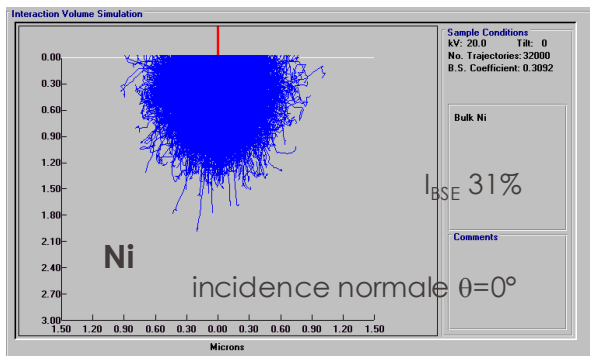 Interaction Volume Simulation
Sample Conditions
kV: 20.0 Tilt: 0
No. Trajectories: 32000
B.S. Coefficient: 0.3092
Bulk Ni
I_BSE 31%
Comments
0.00
0.30
0.60
0.90
1.20
1.50
1.80
2.10
2.40
2.70
3.00
Ni
incidence normale θ=0°
1.50 1.20 0.90 0.60 0.30 0.00 0.30 0.60 0.90 1.20 1.50
Microns